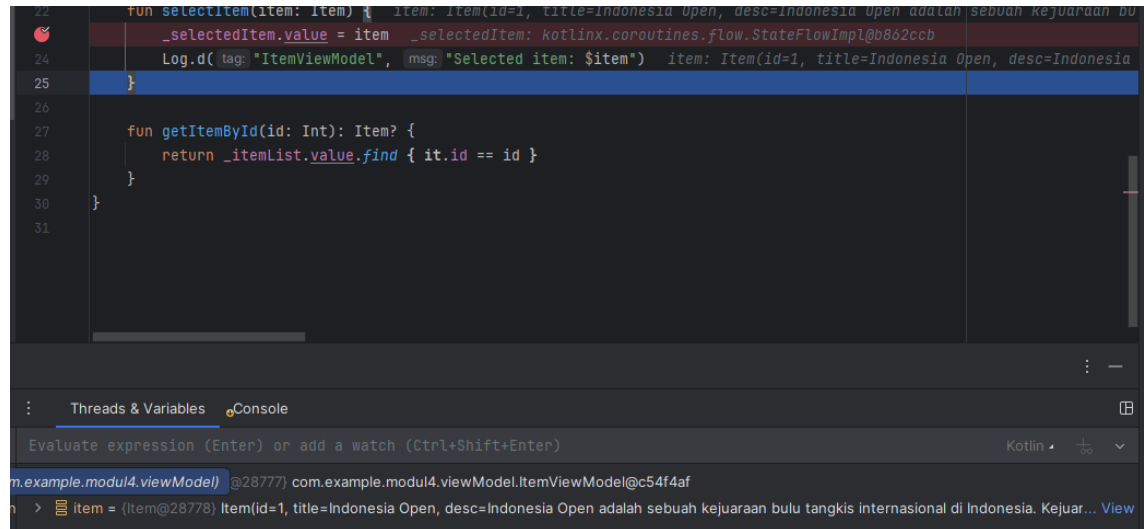 22 fun selectItem(item: Item) { item: Item(id=1, title=Indonesia Open, desc=Indonesia Open adalah sebuah kejuaraan bu
_selectedItem.value = item _selectedItem: kotlinx.coroutines.flow.StateFlowImpl@b862ccb
24 Log.d( tag: "ItemViewModel", msg: "Selected item: $item") item: Item(id=1, title=Indonesia Open, desc=Indonesia
25 }
26
27 fun getItemById(id: Int): Item? {
28 return _itemList.value.find { it.id == id }
29 }
30 }
31
Threads & Variables Console
Evaluate expression (Enter) or add a watch (Ctrl+Shift+Enter) Kotlin
m.example.modul4.viewModel) @28777} com.example.modul4.viewModel.ItemViewModel@c54f4af
n > item = {Item@28778} Item(id=1, title=Indonesia Open, desc=Indonesia Open adalah sebuah kejuaraan bulu tangkis internasional di Indonesia. Kejuar... View